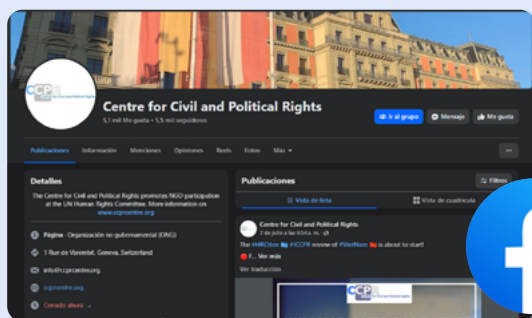 CCPR
Centre for Civil and Political Rights
5,1 mil Me gusta • 5,5 mil seguidores
Ir al grupo
Mensaje
Me gusta
Publicaciones
Información
Menciones
Opiniones
Reels
Fotos
Más
Detalles
The Centre for Civil and Political Rights promotes NGO participation
at the UN Human Rights Committee. More information on
www.ccprcentre.org
Página · Organización no gubernamental (ONG)
1 Rue de Varembé, Geneva, Switzerland
info@ccprcentre.org
ccprcentre.org
Cerrado ahora
Publicaciones
Filtros
Vista de lista
Vista de cuadrícula
Centre for Civil and Political Rights
The #HRCttee #ICCPR review of #VietNam is about to start!
... Ver más
Ver traducción
CCPR